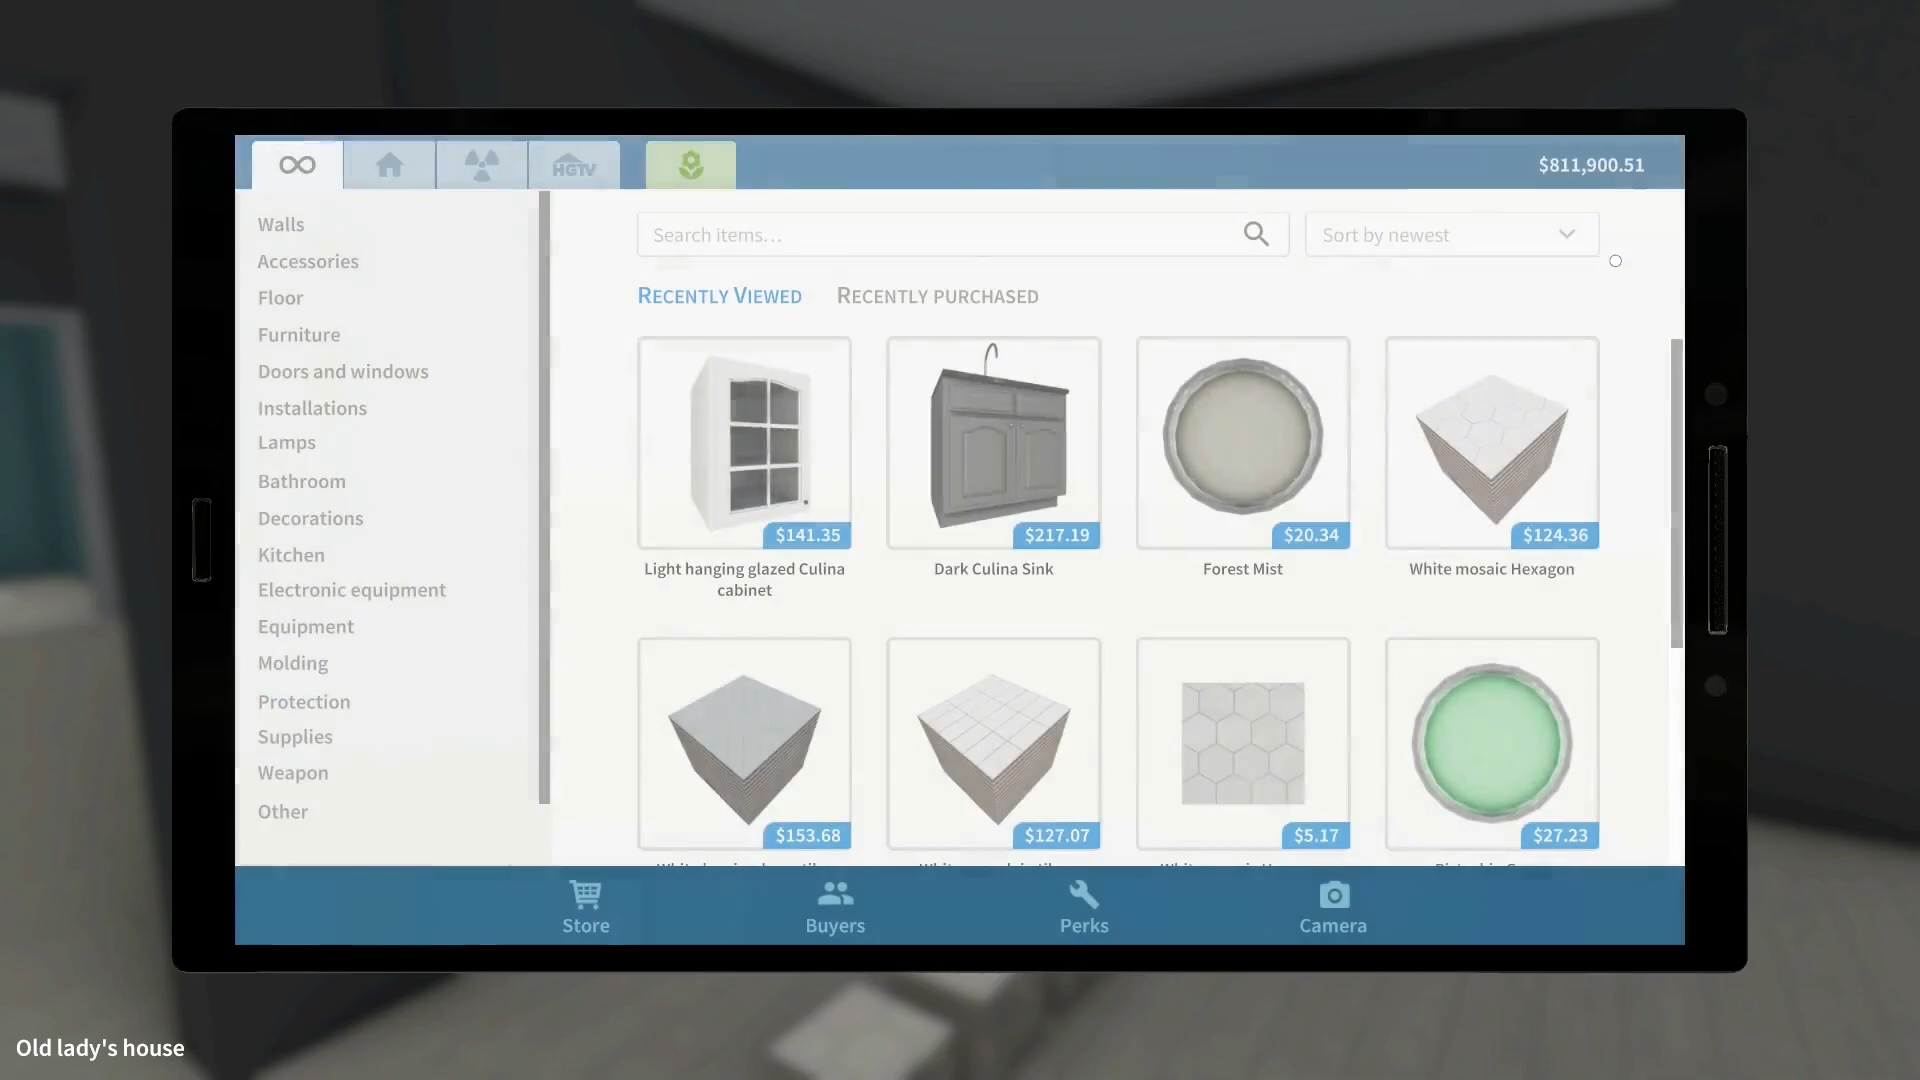 HGTV
$811,900.51
Search items...
Sort by newest
Walls
Accessories
Floor
Furniture
Doors and windows
Installations
Lamps
Bathroom
Decorations
Kitchen
Electronic equipment
Equipment
Molding
Protection
Supplies
Weapon
Other
RECENTLY VIEWED
RECENTLY PURCHASED
$141.35
$217.19
$20.34
$124.36
Light hanging glazed Culina
cabinet
Dark Culina Sink
Forest Mist
White mosaic Hexagon
$153.68
$127.07
$5.17
$27.23
Store
Buyers
Perks
Camera
Old lady's house